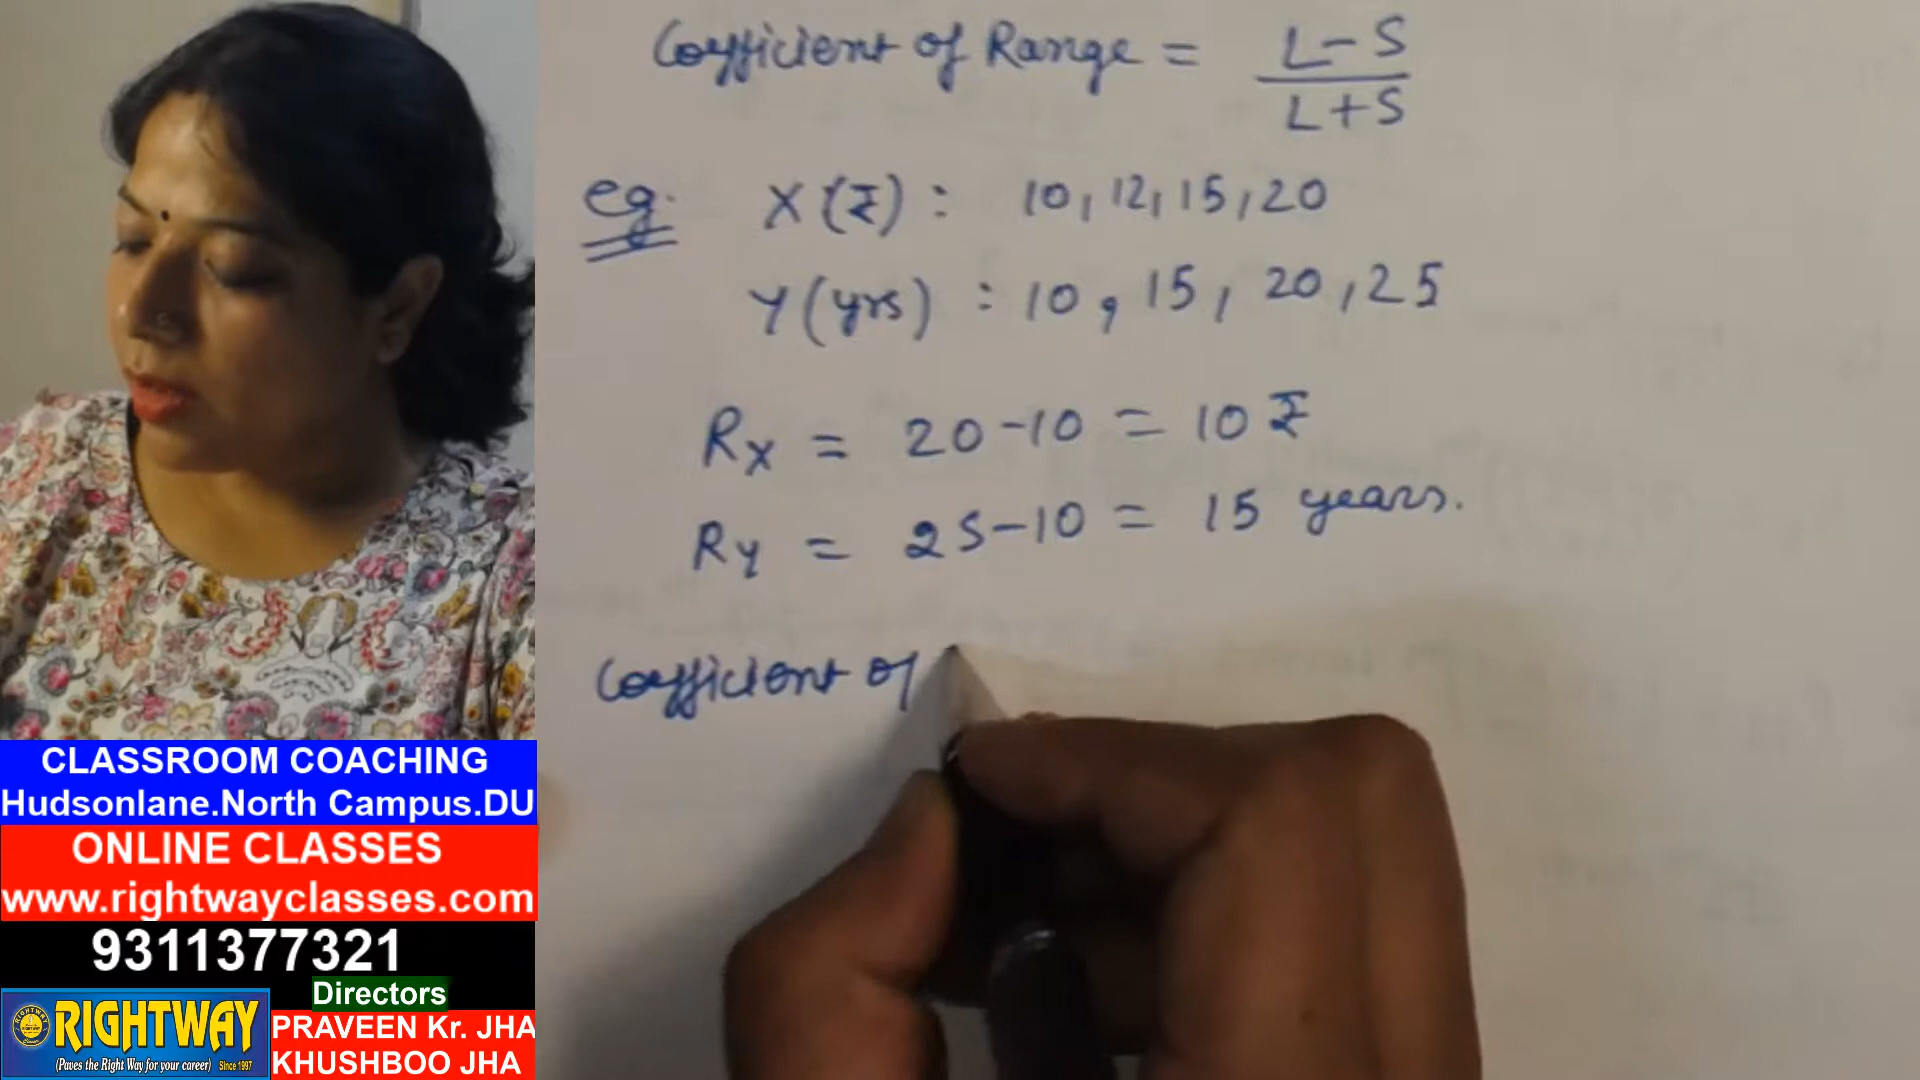 Coefficient of Range = L-S
L+S
eg. X (₹) : 10, 12, 15, 20
Y (yrs) : 10, 15, 20, 25
Rx = 20-10 = 10 ₹
Ry = 25-10 = 15 years.
Coefficient of
CLASSROOM COACHING
Hudsonlane.North Campus.DU
ONLINE CLASSES
www.rightwayclasses.com
9311377321
Directors
RIGHTWAY
(Paves the Right Way for your career) Since 1997
PRAVEEN Kr. JHA
KHUSHBOO JHA